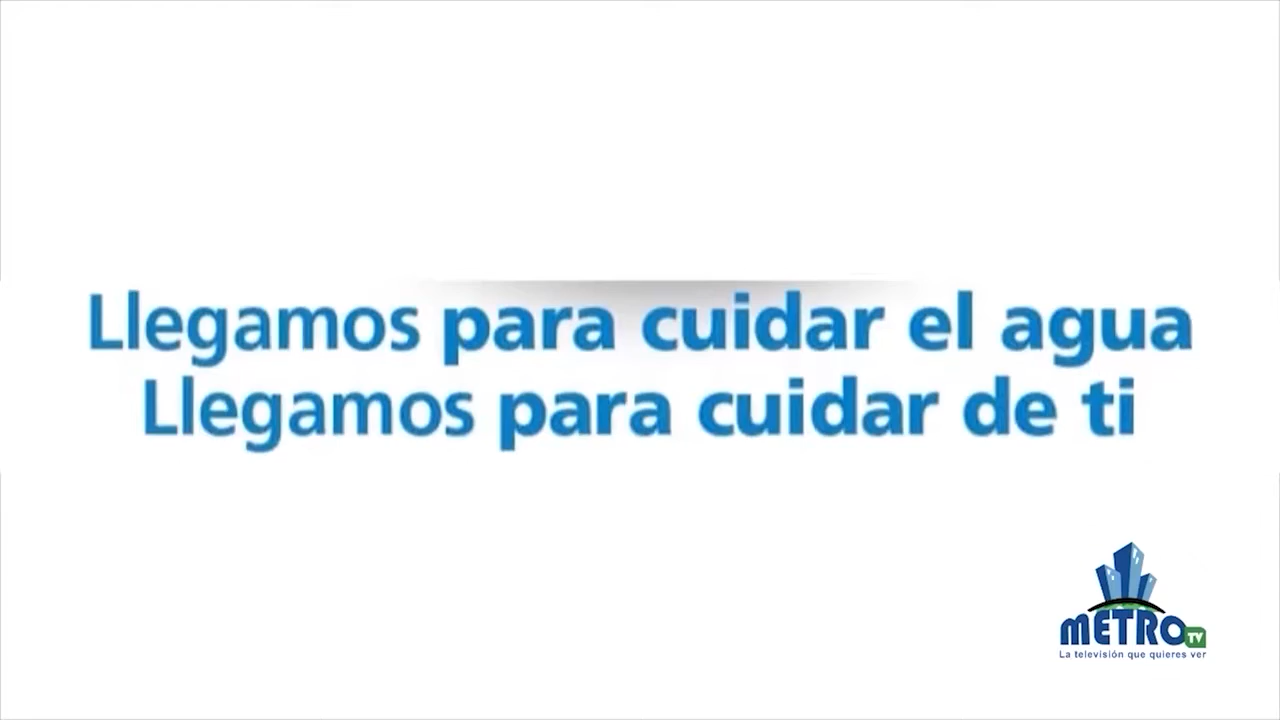 Llegamos para cuidar el agua
Llegamos para cuidar de ti
METRO TV
La televisión que quieres ver